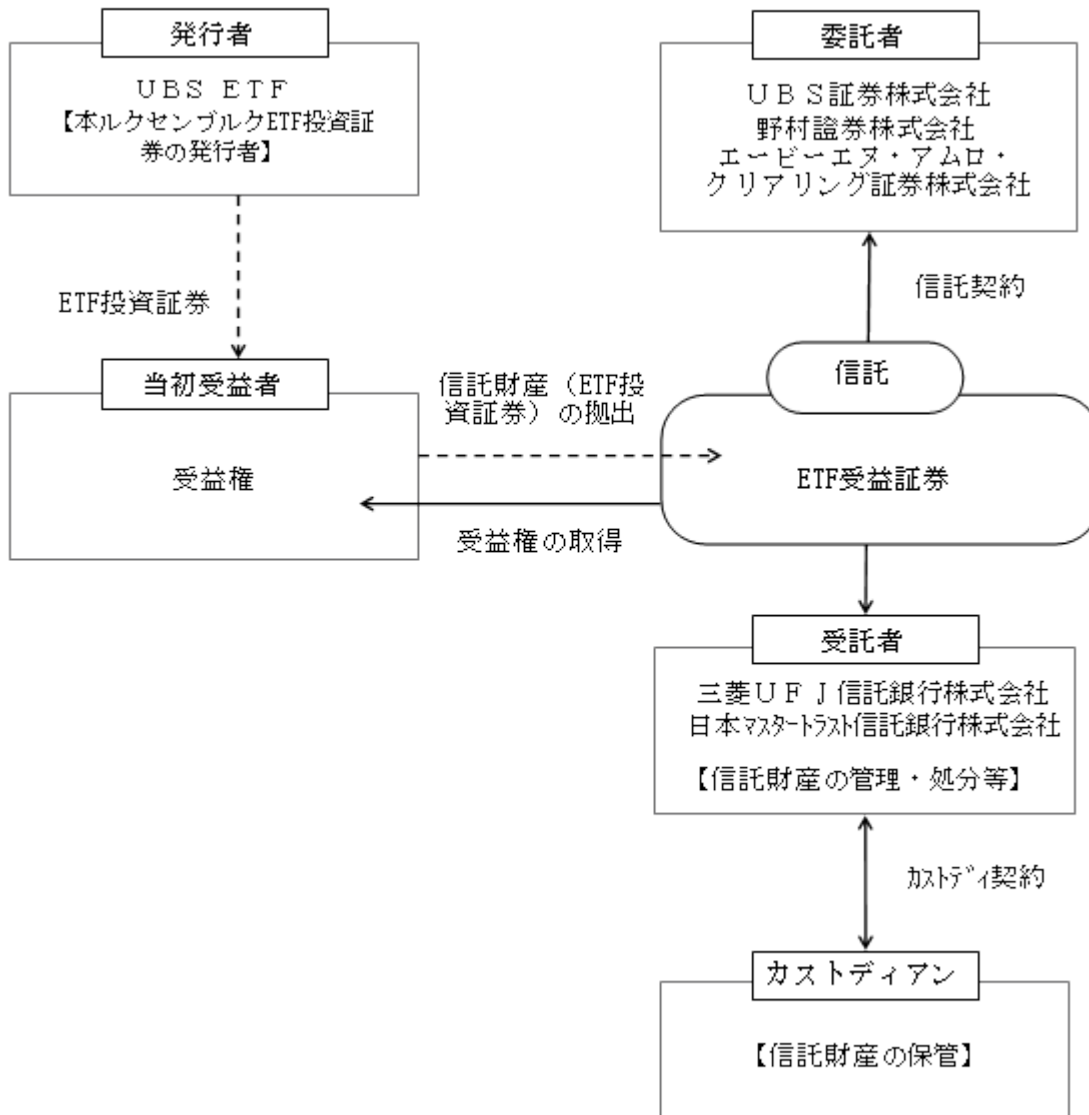 発行者
ＵＢＳ ＥＴＦ
【本ルクセンブルクETF投資証
券の発行者】
委託者
ＵＢＳ証券株式会社
野村證券株式会社
エービーエヌ・アムロ・
クリアリング証券株式会社
ETF投資証券
信託契約
当初受益者
受益権
信託財産（ETF投
資証券）の拠出
受益権の取得
信託
ETF受益証券
受託者
三菱ＵＦＪ信託銀行株式会社
日本ﾏｽﾀｰﾄﾗｽﾄ信託銀行株式会社
【信託財産の管理・処分等】
ｶｽﾄﾃﾞｨ契約
カストディアン
【信託財産の保管】